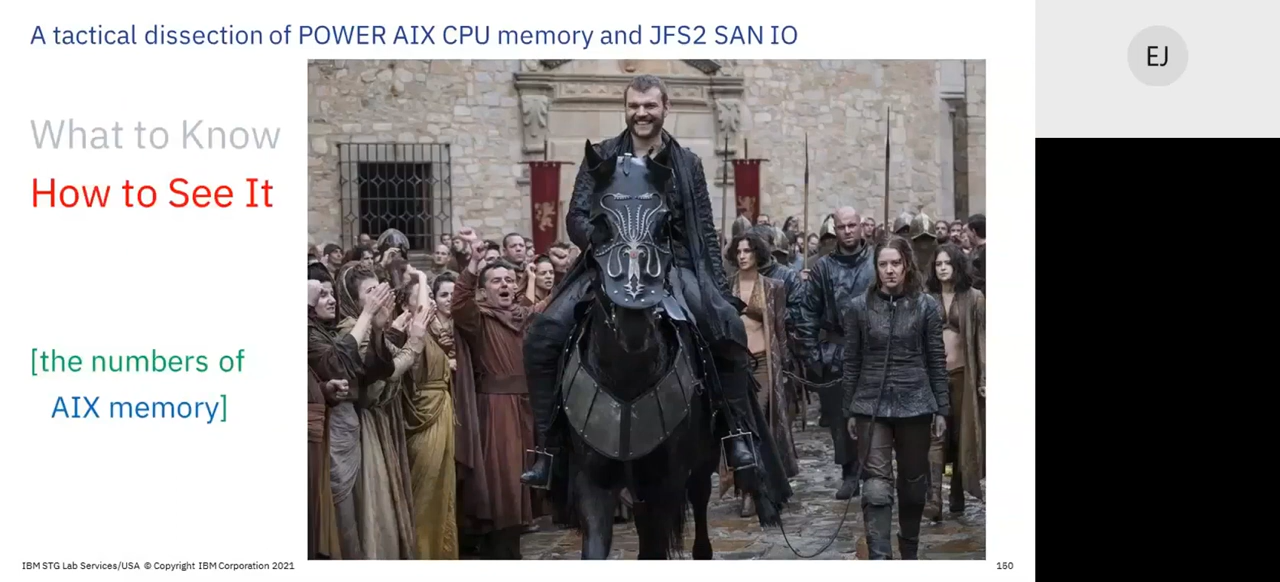 A tactical dissection of POWER AIX CPU memory and JFS2 SAN IO
EJ
What to Know
How to See It
[the numbers of
AIX memory]
IBM STG Lab Services/USA © Copyright IBM Corporation 2021
150